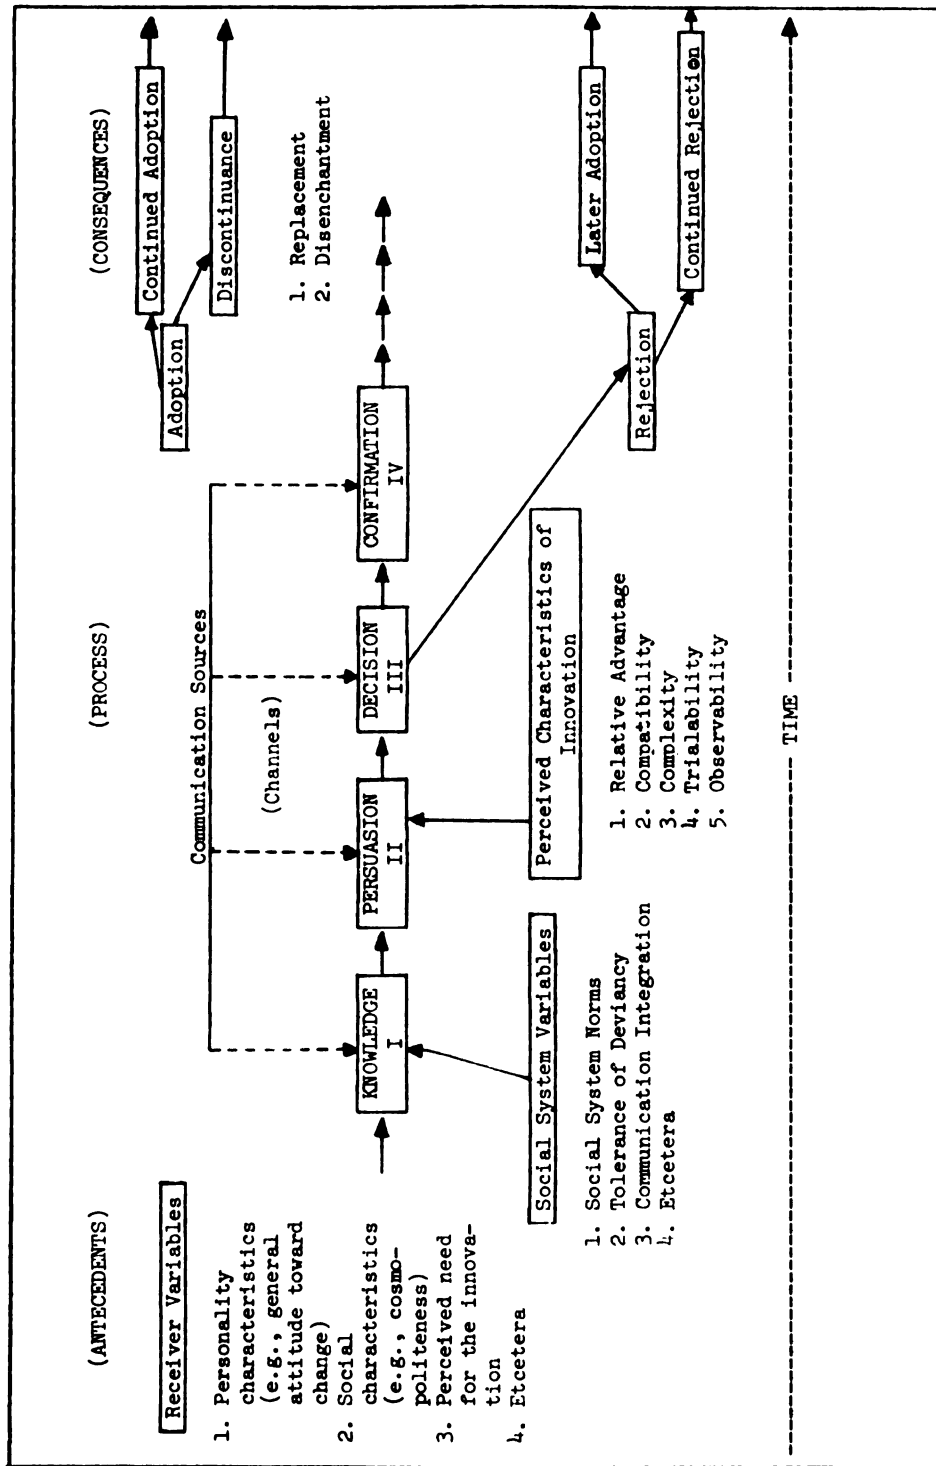 (ANTECEDENTS)
Receiver Variables
1. Personality
characteristics
(e.g., general
attitude toward
change)
2. Social
characteristics
(e.g., cosmo-
politeness)
3. Perceived need
for the innova-
tion
4. Etcetera
Social System Variables
1. Social System Norms
2. Tolerance of Deviancy
3. Communication Integration
4. Etcetera
(PROCESS)
Communication Sources
(Channels)
KNOWLEDGE
I
PERSUASION
II
DECISION
III
CONFIRMATION
IV
Perceived Characteristics of
Innovation
1. Relative Advantage
2. Compatibility
3. Complexity
4. Trialability
5. Observability
(CONSEQUENCES)
Adoption
Continued Adoption
Discontinuance
1. Replacement
2. Disenchantment
Rejection
Later Adoption
Continued Rejection
TIME